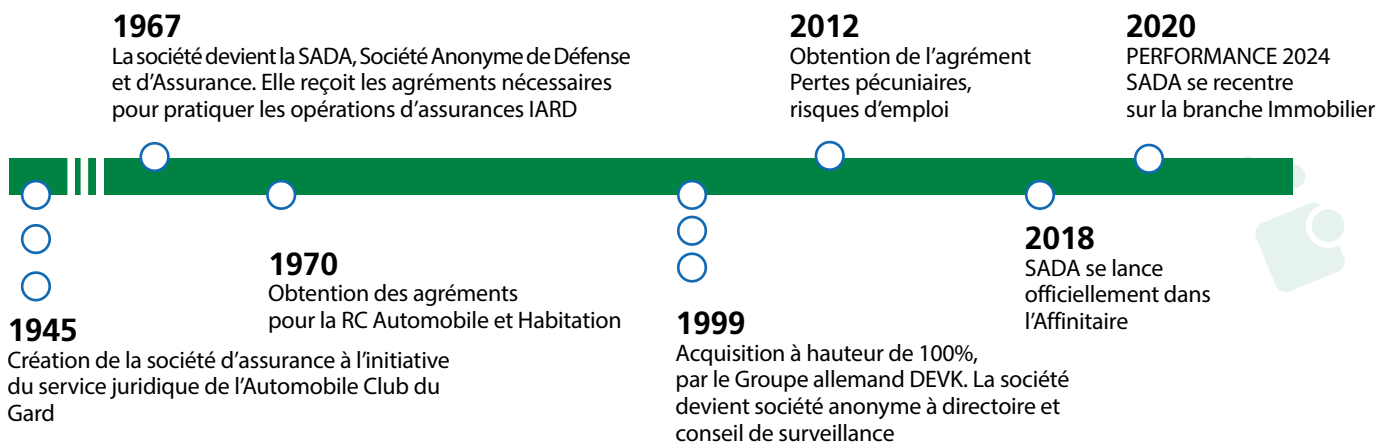 1967
La société devient la SADA, Société Anonyme de Défense
et d'Assurance. Elle reçoit les agréments nécessaires
pour pratiquer les opérations d'assurances IARD
2012
Obtention de l'agrément
Pertes pécuniaires,
risques d'emploi
2020
PERFORMANCE 2024
SADA se recentre
sur la branche Immobilier
1945
Création de la société d'assurance à l'initiative
du service juridique de l'Automobile Club du
Gard
1970
Obtention des agréments
pour la RC Automobile et Habitation
1999
Acquisition à hauteur de 100%,
par le Groupe allemand DEVK. La société
devient société anonyme à directoire et
conseil de surveillance
2018
SADA se lance
officiellement dans
l'Affinitaire